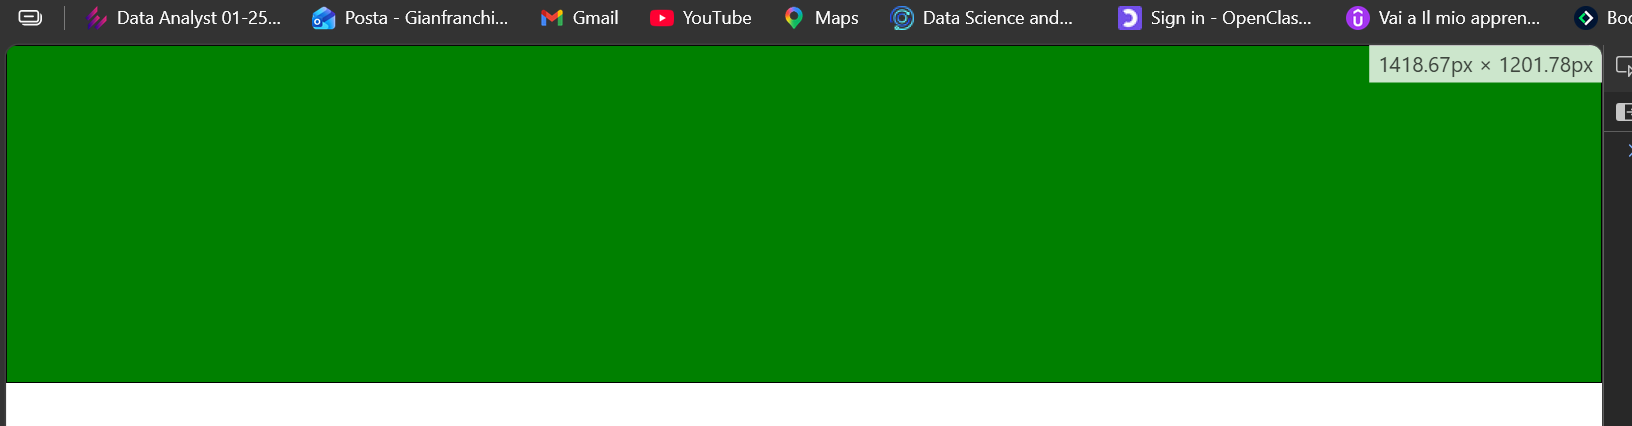 Data Analyst 01-25... Posta - Gianfranchi... Gmail YouTube Maps Data Science and... Sign in - OpenClas... Vai a Il mio appren... Boo
1418.67px × 1201.78px